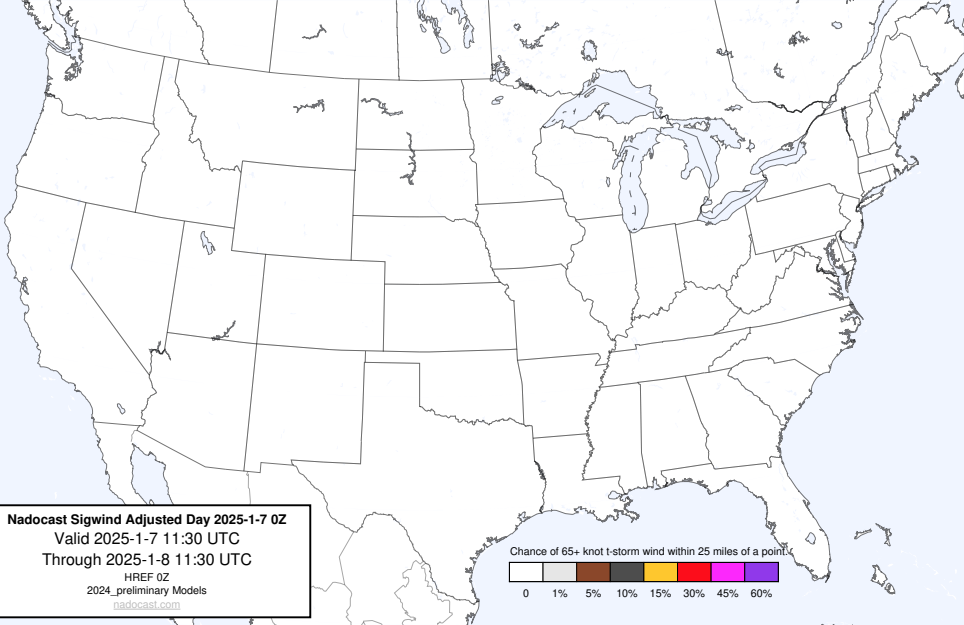 Nadocast Sigwind Adjusted Day 2025-1-7 0Z
Valid 2025-1-7 11:30 UTC
Through 2025-1-8 11:30 UTC
HREF 0Z
2024_preliminary Models
nadocast.com
Chance of 65+ knot t-storm wind within 25 miles of a point.
0 1% 5% 10% 15% 30% 45% 60%